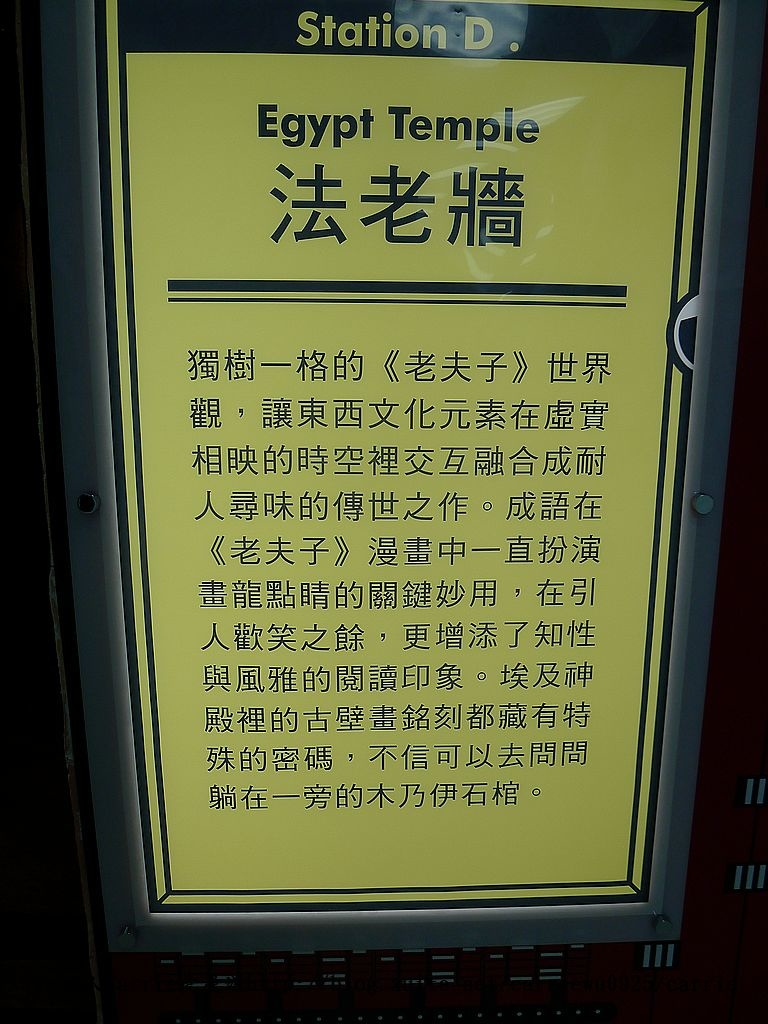 Station D .
Egypt Temple
法老牆
獨樹一格的《老夫子》世界
觀，讓東西文化元素在虛實
相映的時空裡交互融合成耐
人尋味的傳世之作。成語在
《老夫子》漫畫中一直扮演
畫龍點睛的關鍵妙用，在引
人歡笑之餘，更增添了知性
與風雅的閱讀印象。埃及神
殿裡的古壁畫銘刻都藏有特
殊的密碼，不信可以去問問
躺在一旁的木乃伊石棺。